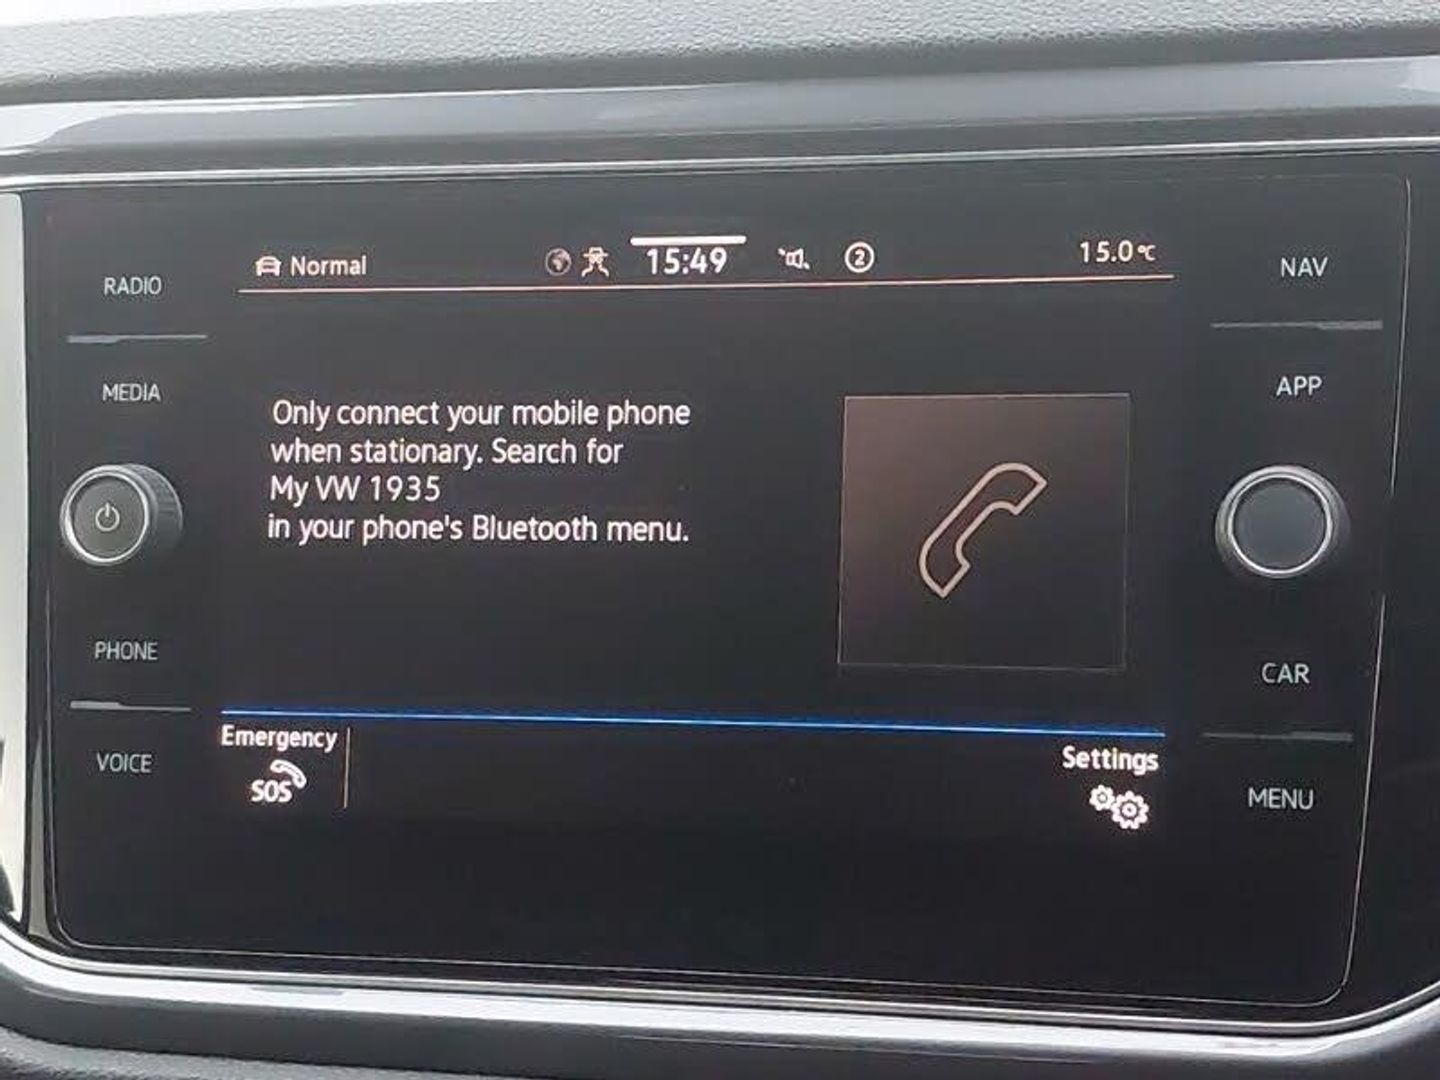 Normal
15:49
2
15.0°C
RADIO
MEDIA
PHONE
VOICE
Only connect your mobile phone
when stationary. Search for
My VW 1935
in your phone's Bluetooth menu.
Emergency
SOS
Settings
NAV
APP
CAR
MENU